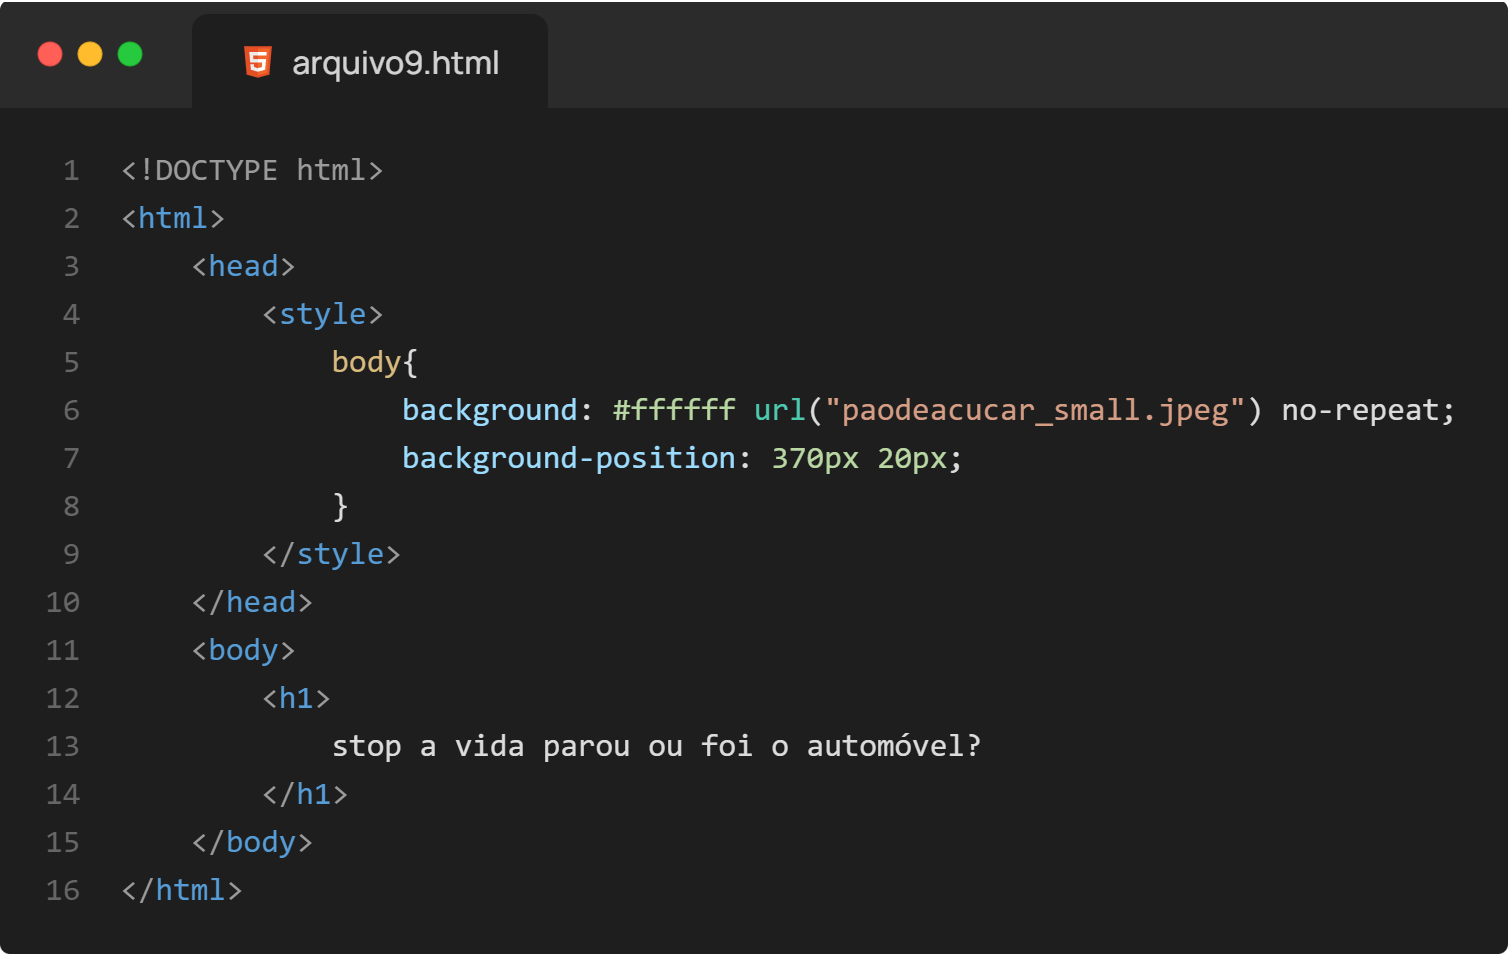 arquivo9.html
1 <!DOCTYPE html>
2 <html>
3     <head>
4         <style>
5             body{
6                 background: #ffffff url("paodeacucar_small.jpeg") no-repeat;
7                 background-position: 370px 20px;
8             }
9         </style>
10     </head>
11     <body>
12         <h1>
13             stop a vida parou ou foi o automóvel?
14         </h1>
15     </body>
16 </html>